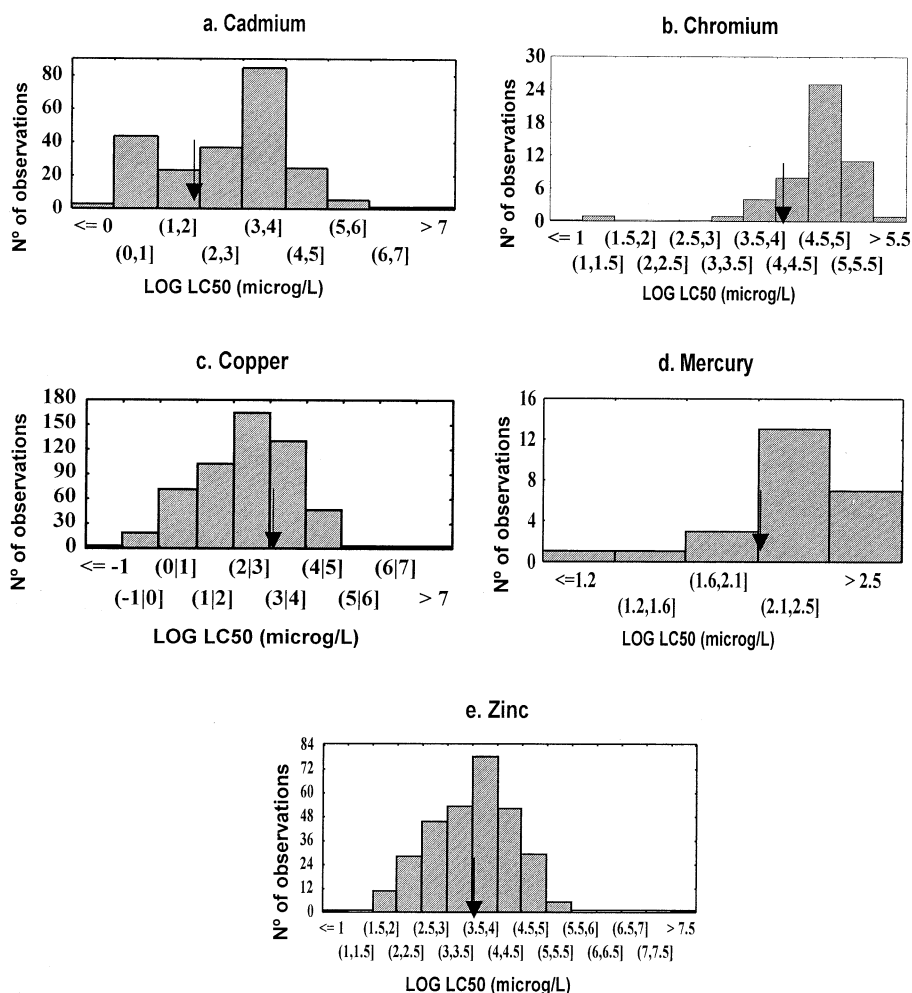 a. Cadmium
Nº of observations
80
60
40
20
0
<= 0 (1,2] (3,4] (5,6] > 7
(0,1] (2,3] (4,5] (6,7]
LOG LC50 (microg/L)
b. Chromium
Nº of observations
30
24
18
12
6
0
<= 1 (1.5,2] (2.5,3] (3.5,4] (4.5,5] > 5.5
(1,1.5] (2,2.5] (3,3.5] (4,4.5] (5,5.5]
LOG LC50 (microg/L)
c. Copper
Nº of observations
180
150
120
90
60
30
0
<= -1 (0|1] (2|3] (4|5] (6|7]
(-1|0] (1|2] (3|4] (5|6] > 7
LOG LC50 (microg/L)
d. Mercury
Nº of observations
16
12
8
4
0
<=1.2 (1.6,2.1] > 2.5
(1.2,1.6] (2.1,2.5]
LOG LC50 (microg/L)
e. Zinc
Nº of observations
84
72
60
48
36
24
12
0
<= 1 (1.5,2] (2.5,3] (3.5,4] (4.5,5] (5.5,6] (6.5,7] > 7.5
(1,1.5] (2,2.5] (3,3.5] (4,4.5] (5,5.5] (6,6.5] (7,7.5]
LOG LC50 (microg/L)